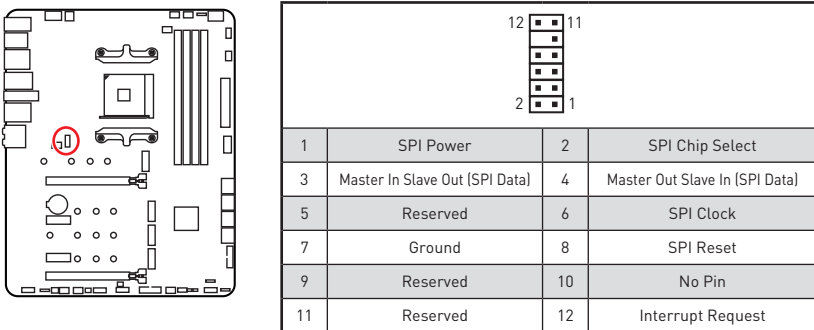 12 11
2 1
1 SPI Power 2 SPI Chip Select
3 Master In Slave Out (SPI Data) 4 Master Out Slave In (SPI Data)
5 Reserved 6 SPI Clock
7 Ground 8 SPI Reset
9 Reserved 10 No Pin
11 Reserved 12 Interrupt Request